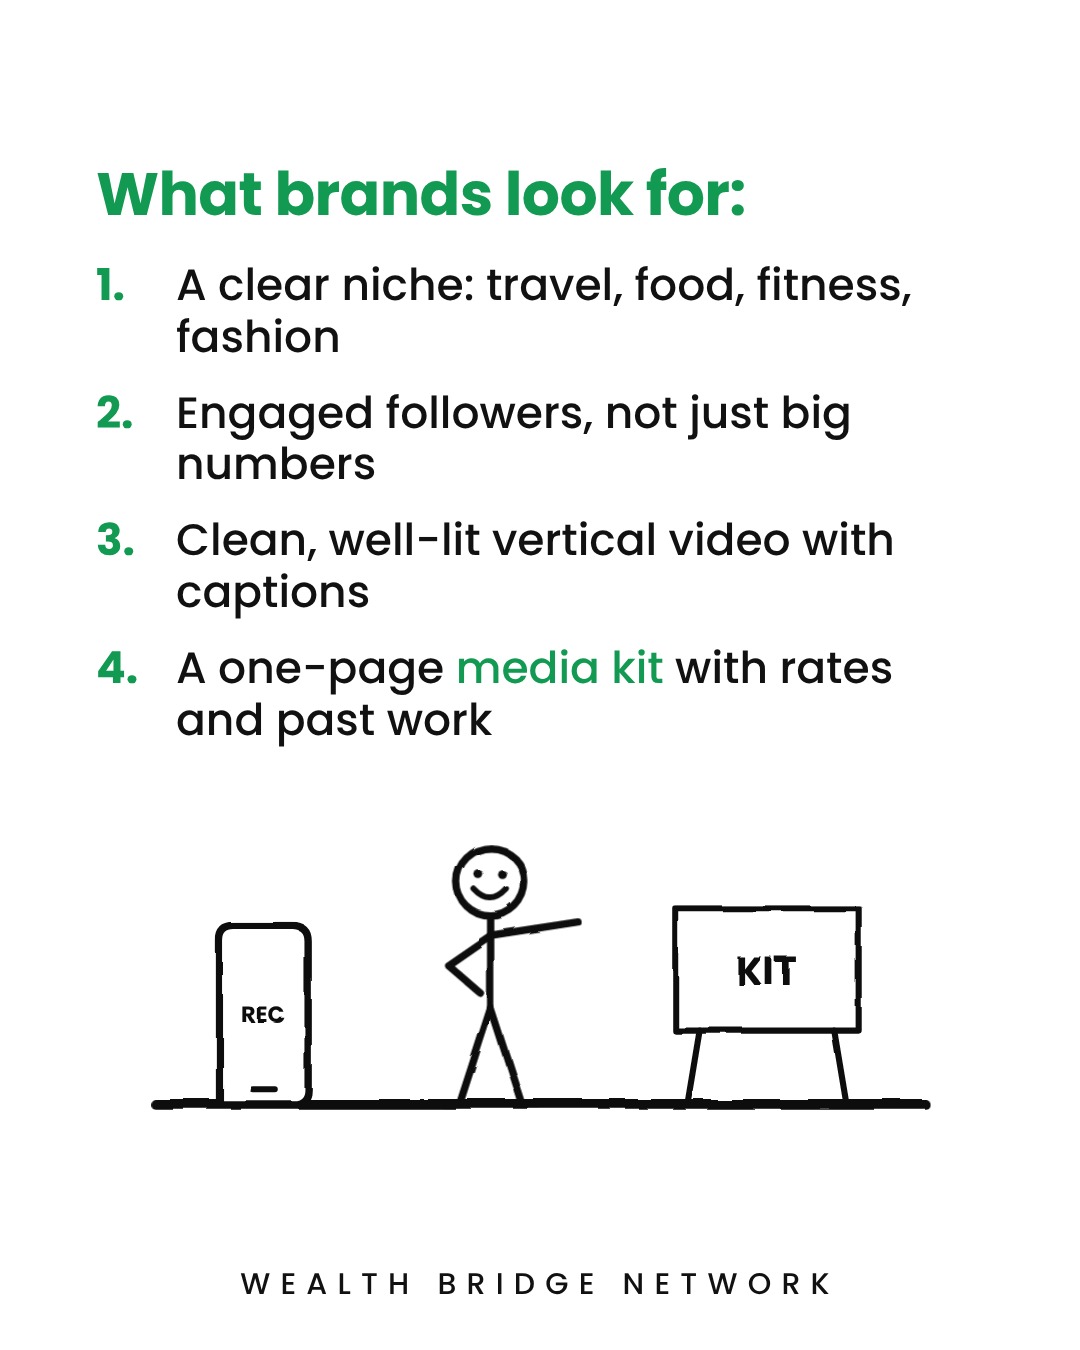 What brands look for:
1. A clear niche: travel, food, fitness,
fashion
2. Engaged followers, not just big
numbers
3. Clean, well-lit vertical video with
captions
4. A one-page media kit with rates
and past work
REC
KIT
WEALTH BRIDGE NETWORK